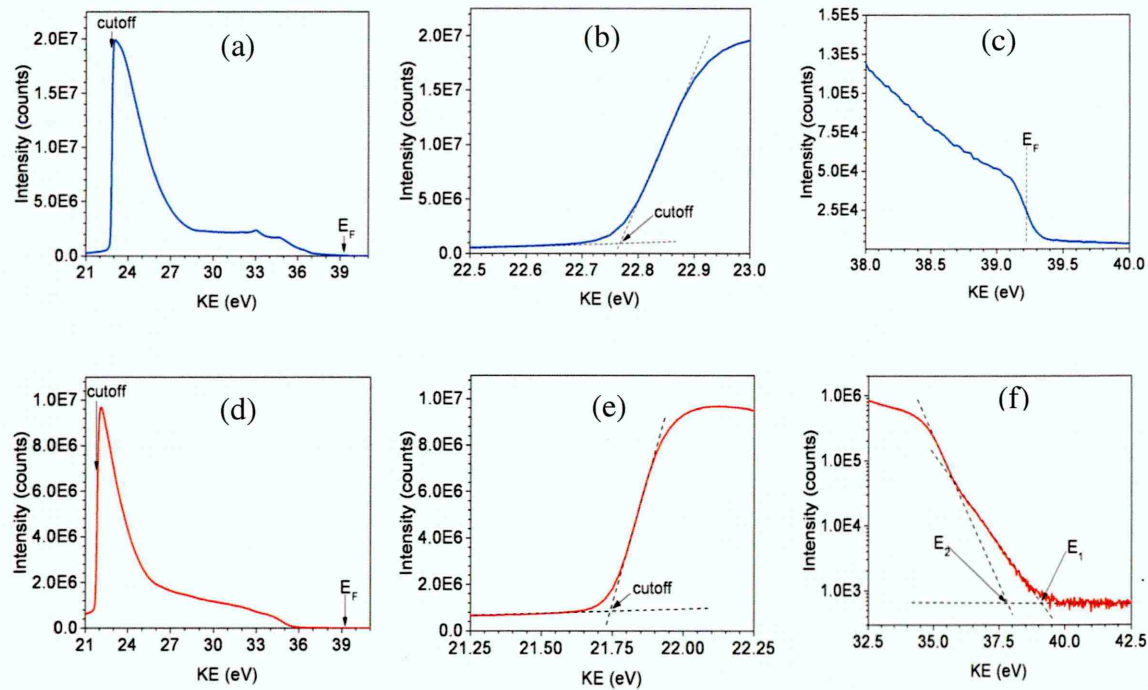 cutoff
(a)
2.0E7
1.5E7
1.0E7
5.0E6
0.0
Intensity (counts)
E_F
21 24 27 30 33 36 39
KE (eV)
(b)
2.0E7
1.5E7
1.0E7
5.0E6
0.0
Intensity (counts)
cutoff
22.5 22.6 22.7 22.8 22.9 23.0
KE (eV)
1.5E5
(c)
1.3E5
1.0E5
7.5E4
5.0E4
2.5E4
Intensity (counts)
E_F
38.0 38.5 39.0 39.5 40.0
KE (eV)
cutoff
(d)
1.0E7
8.0E6
6.0E6
4.0E6
2.0E6
0.0
Intensity (counts)
E_F
21 24 27 30 33 36 39
KE (eV)
(e)
1.0E7
8.0E6
6.0E6
4.0E6
2.0E6
0.0
Intensity (counts)
cutoff
21.25 21.50 21.75 22.00 22.25
KE (eV)
(f)
1.0E6
1.0E5
1.0E4
1.0E3
Intensity (counts)
E_2
E_1
32.5 35.0 37.5 40.0 42.5
KE (eV)